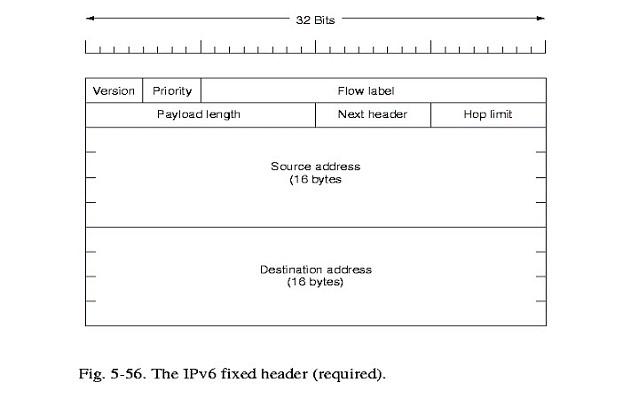 32 Bits
Version Priority Flow label
Payload length Next header Hop limit
Source address
(16 bytes
Destination address
(16 bytes)
Fig. 5-56. The IPv6 fixed header (required).